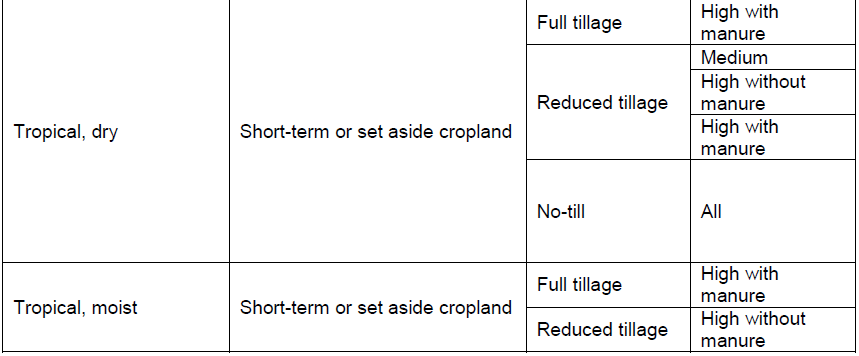 Tropical, dry
Short-term or set aside cropland
Full tillage
High with
manure
Reduced tillage
Medium
High without
manure
High with
manure
No-till
All
Tropical, moist
Short-term or set aside cropland
Full tillage
High with
manure
Reduced tillage
High without
manure